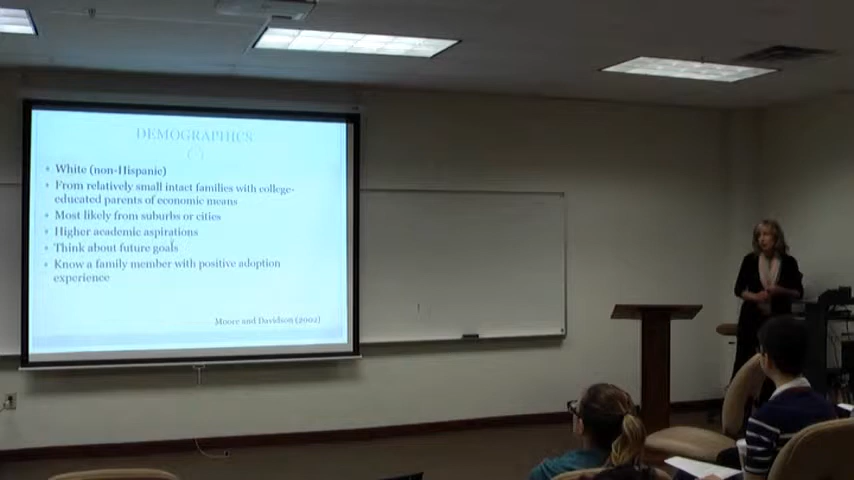 DEMOGRAPHICS
• White (non-Hispanic)
• From relatively small intact families with college-
educated parents of economic means
• Most likely from suburbs or cities
• Higher academic aspirations
• Think about future goals
• Know a family member with positive adoption
experience
Moore and Davidson (2002)